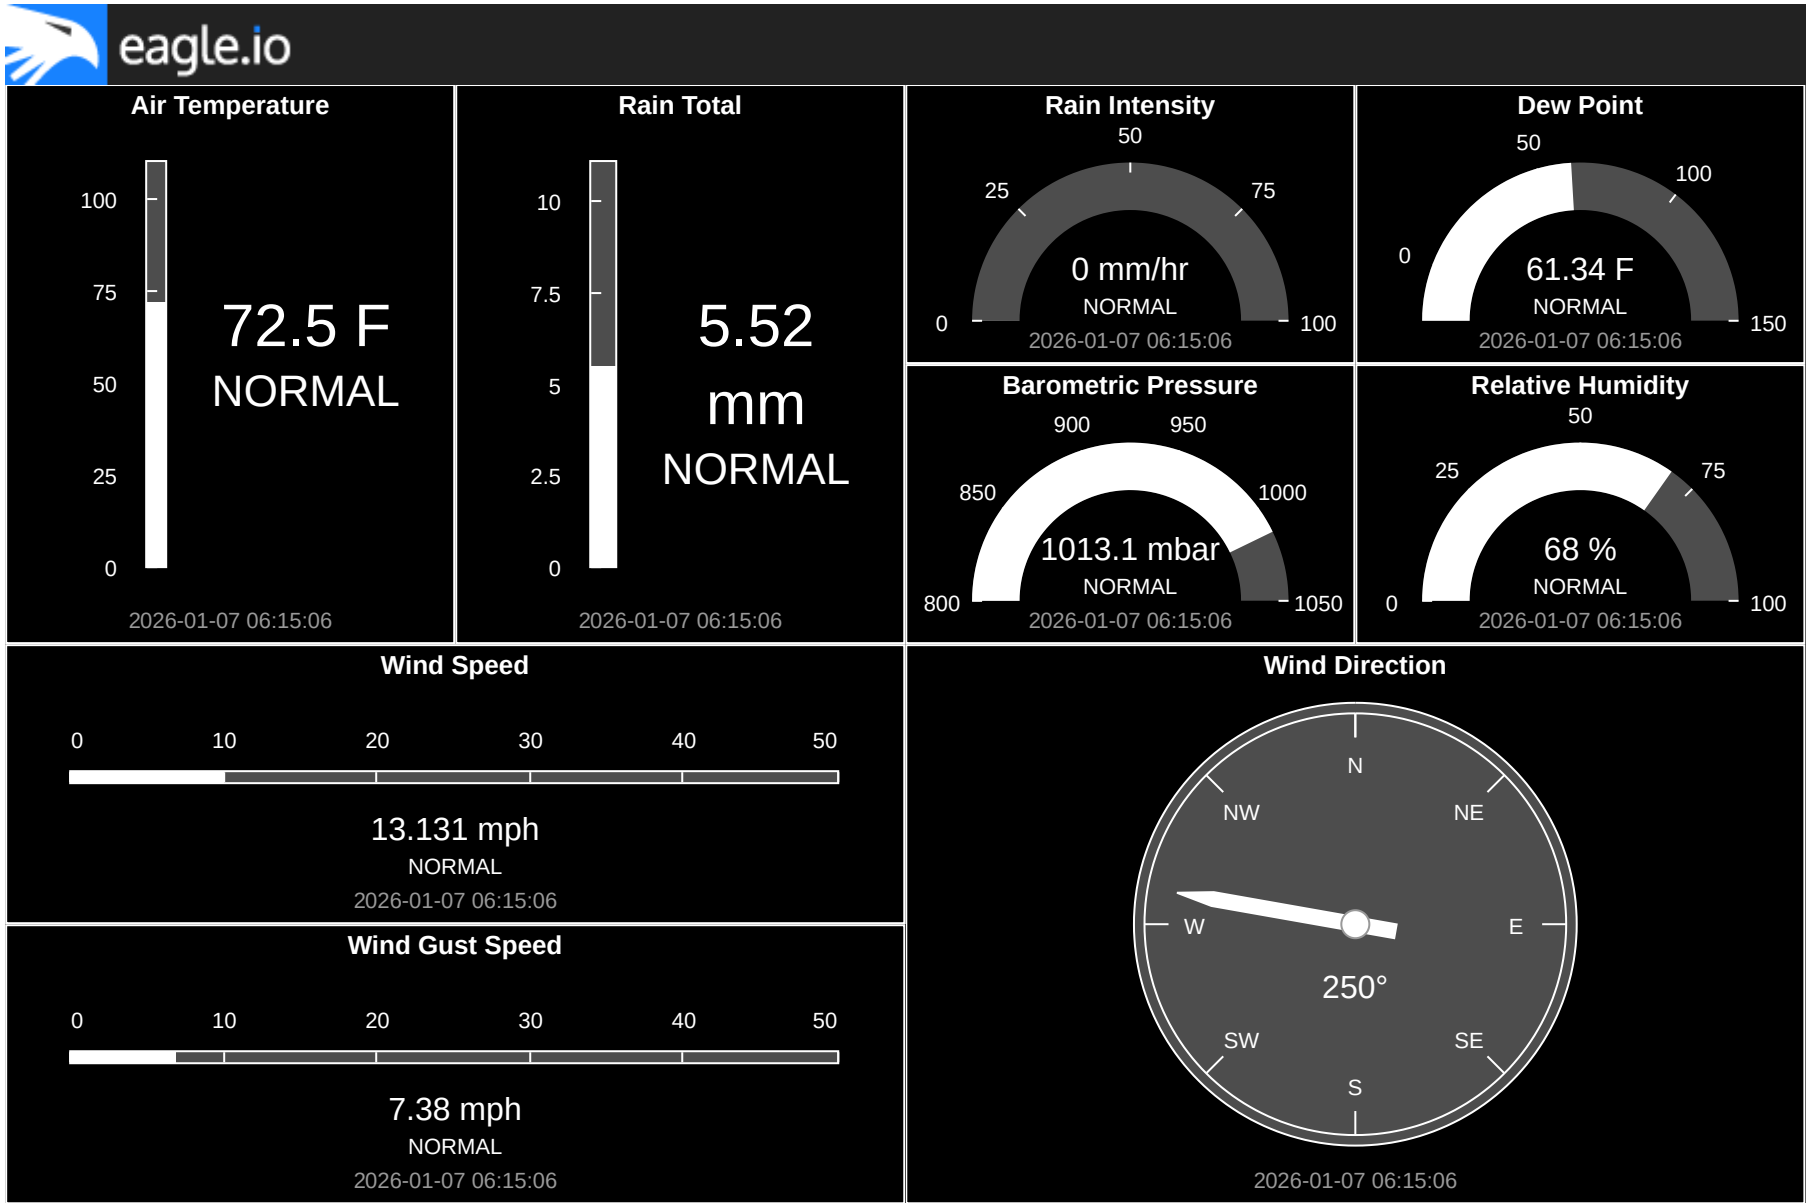 eagle.io
Air Temperature
100
75
50
25
0
72.5 F
NORMAL
2026-01-07 06:15:06
Rain Total
10
7.5
5
2.5
0
5.52
mm
NORMAL
2026-01-07 06:15:06
Rain Intensity
50
25
75
0
100
0 mm/hr
NORMAL
2026-01-07 06:15:06
Dew Point
50
100
0
150
61.34 F
NORMAL
2026-01-07 06:15:06
Barometric Pressure
900
950
850
1000
800
1050
1013.1 mbar
NORMAL
2026-01-07 06:15:06
Relative Humidity
50
25
75
0
100
68 %
NORMAL
2026-01-07 06:15:06
Wind Speed
0 10 20 30 40 50
13.131 mph
NORMAL
2026-01-07 06:15:06
Wind Gust Speed
0 10 20 30 40 50
7.38 mph
NORMAL
2026-01-07 06:15:06
Wind Direction
N
NW
NE
W
E
250°
SW
SE
S
2026-01-07 06:15:06